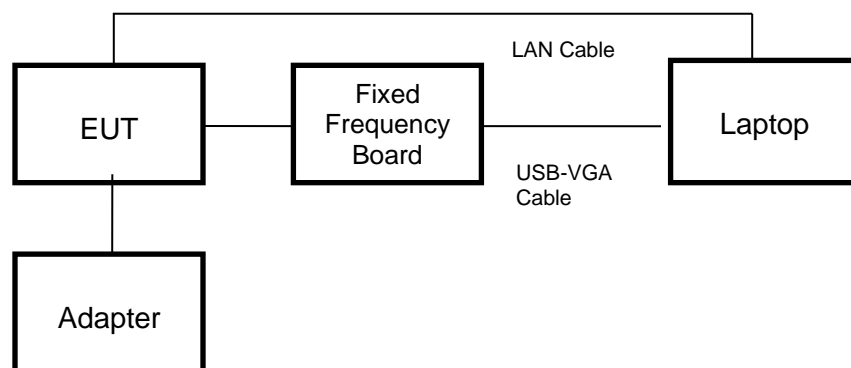 LAN Cable
EUT
Fixed
Frequency
Board
Laptop
USB-VGA
Cable
Adapter